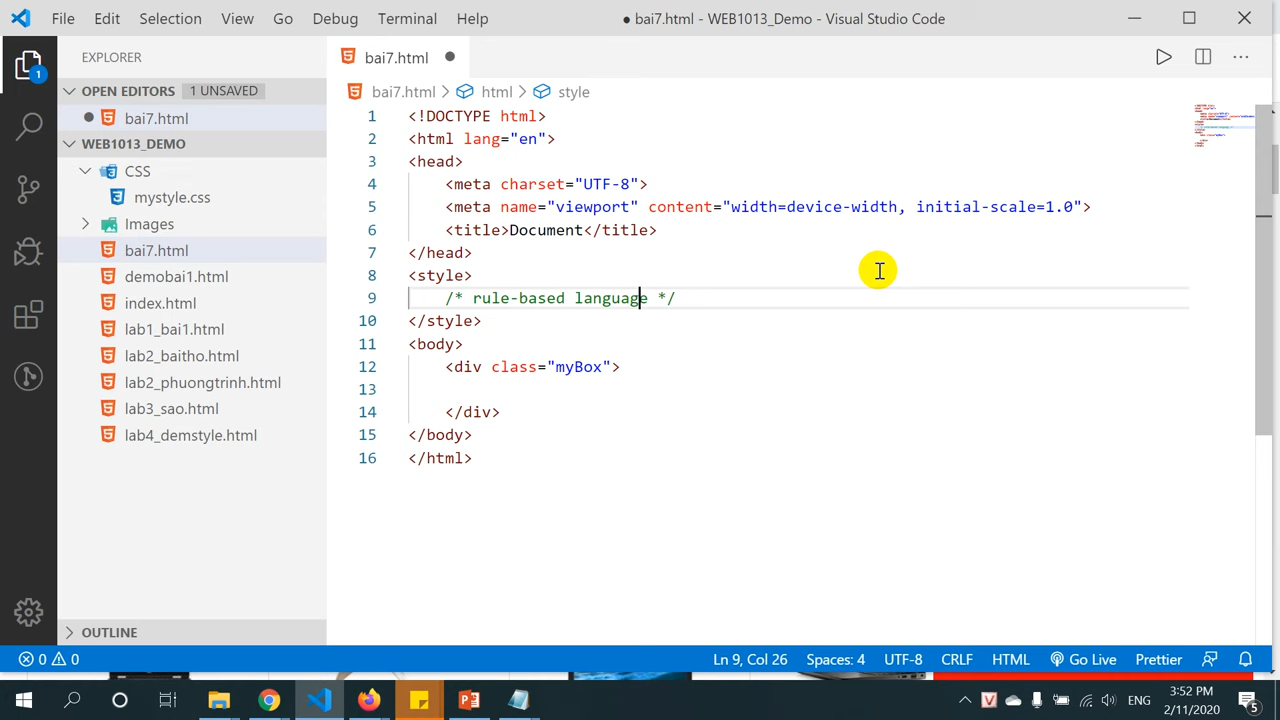 File Edit Selection View Go Debug Terminal Help
● bai7.html - WEB1013_Demo - Visual Studio Code
EXPLORER
OPEN EDITORS 1 UNSAVED
bai7.html
WEB1013_DEMO
CSS
mystyle.css
Images
bai7.html
demobai1.html
index.html
lab1_bai1.html
lab2_baitho.html
lab2_phuongtrinh.html
lab3_sao.html
lab4_demstyle.html
OUTLINE
1
bai7.html
bai7.html > html > style
1 <!DOCTYPE html>
2 <html lang="en">
3 <head>
4 <meta charset="UTF-8">
5 <meta name="viewport" content="width=device-width, initial-scale=1.0">
6 <title>Document</title>
7 </head>
8 <style>
9 /* rule-based language */
10 </style>
11 <body>
12 <div class="myBox">
13
14 </div>
15 </body>
16 </html>
0 0
Ln 9, Col 26 Spaces: 4 UTF-8 CRLF HTML Go Live Prettier
ENG
3:52 PM
2/11/2020
5